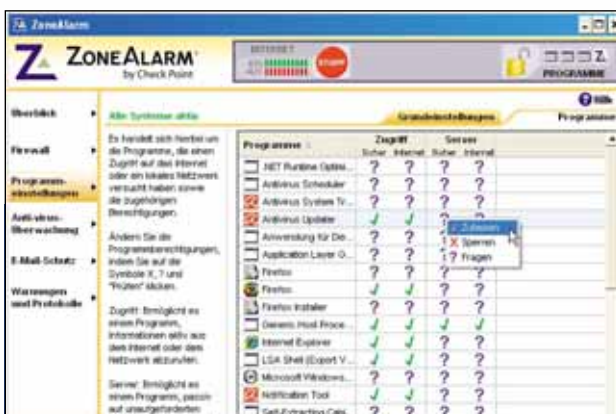 ZoneAlarm
ZONEALARM
by Check Point
INTERNET
STOPP
PROGRAMME
Hilfe
Überblick
Firewall
Programm-
einstellungen
Anti-virus-
Überwachung
E-Mail-Schutz
Warnungen
und Protokolle
Alle Systeme aktiv
Grundeinstellungen
Programme
Es handelt sich hierbei um
die Programme, die einen
Zugriff auf das Internet
oder ein lokales Netzwerk
versucht haben sowie
die zugehörigen
Berechtigungen.
Ändern Sie die
Programmberechtigungen,
indem Sie auf die
Symbole X, ? und
"Prüfen" klicken.
Zugriff: Ermöglicht es
einem Programm,
Informationen aktiv aus
dem Internet oder dem
Netzwerk abzurufen.
Server: Ermöglicht es
einem Programm, passiv
auf unaufgeforderten
Programme
Zugriff Server
Sicher Internet Sicher Internet
.NET Runtime Optimi...
Antivirus Scheduler
Antivirus System Tr...
Antivirus Updater
Anwendung für Die...
Application Layer G...
Firefox
Firefox
Firefox Installer
Generic Host Proce...
Internet Explorer
LSA Shell (Export V...
Microsoft Windows...
Notification Tool
Self-Extracting Cab...
Zulassen
X Sperren
? Fragen